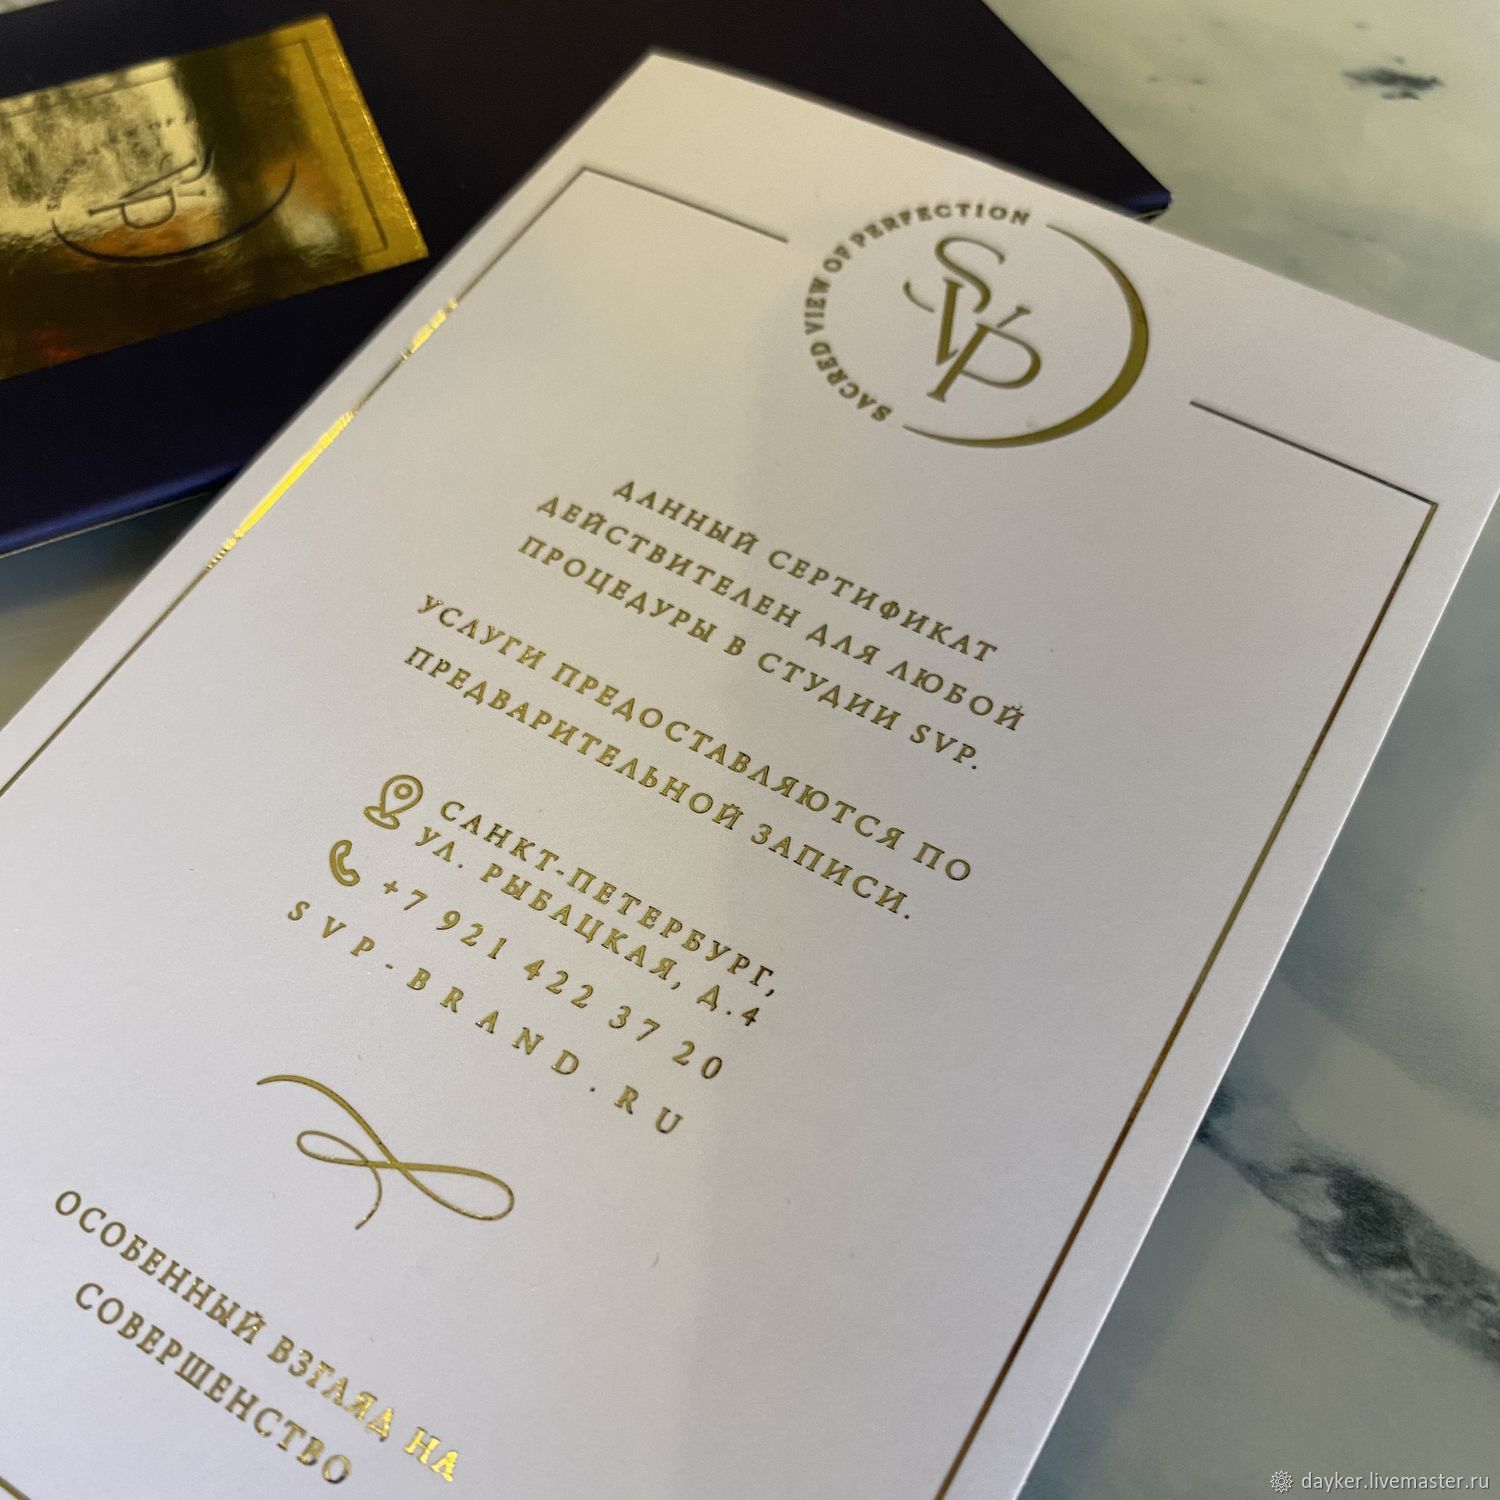 SVP
SACRED VIEW OF PERFECTION
SVP
ДАННЫЙ СЕРТИФИКАТ
ДЕЙСТВИТЕЛЕН ДЛЯ ЛЮБОЙ
ПРОЦЕДУРЫ В СТУДИИ SVP.
УСЛУГИ ПРЕДОСТАВЛЯЮТСЯ ПО
ПРЕДВАРИТЕЛЬНОЙ ЗАПИСИ.
САНКТ-ПЕТЕРБУРГ,
УЛ. РЫБАЦКАЯ, Д.4
+7 921 422 37 20
SVP-BRAND.RU
ОСОБЕННЫЙ ВЗГЛЯД НА
СОВЕРШЕНСТВО
dayker.livemaster.ru